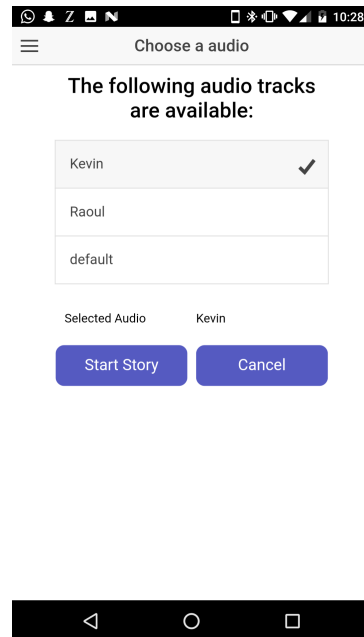 10:28
Choose a audio
The following audio tracks
are available:
Kevin
Raoul
default
Selected Audio Kevin
Start Story Cancel